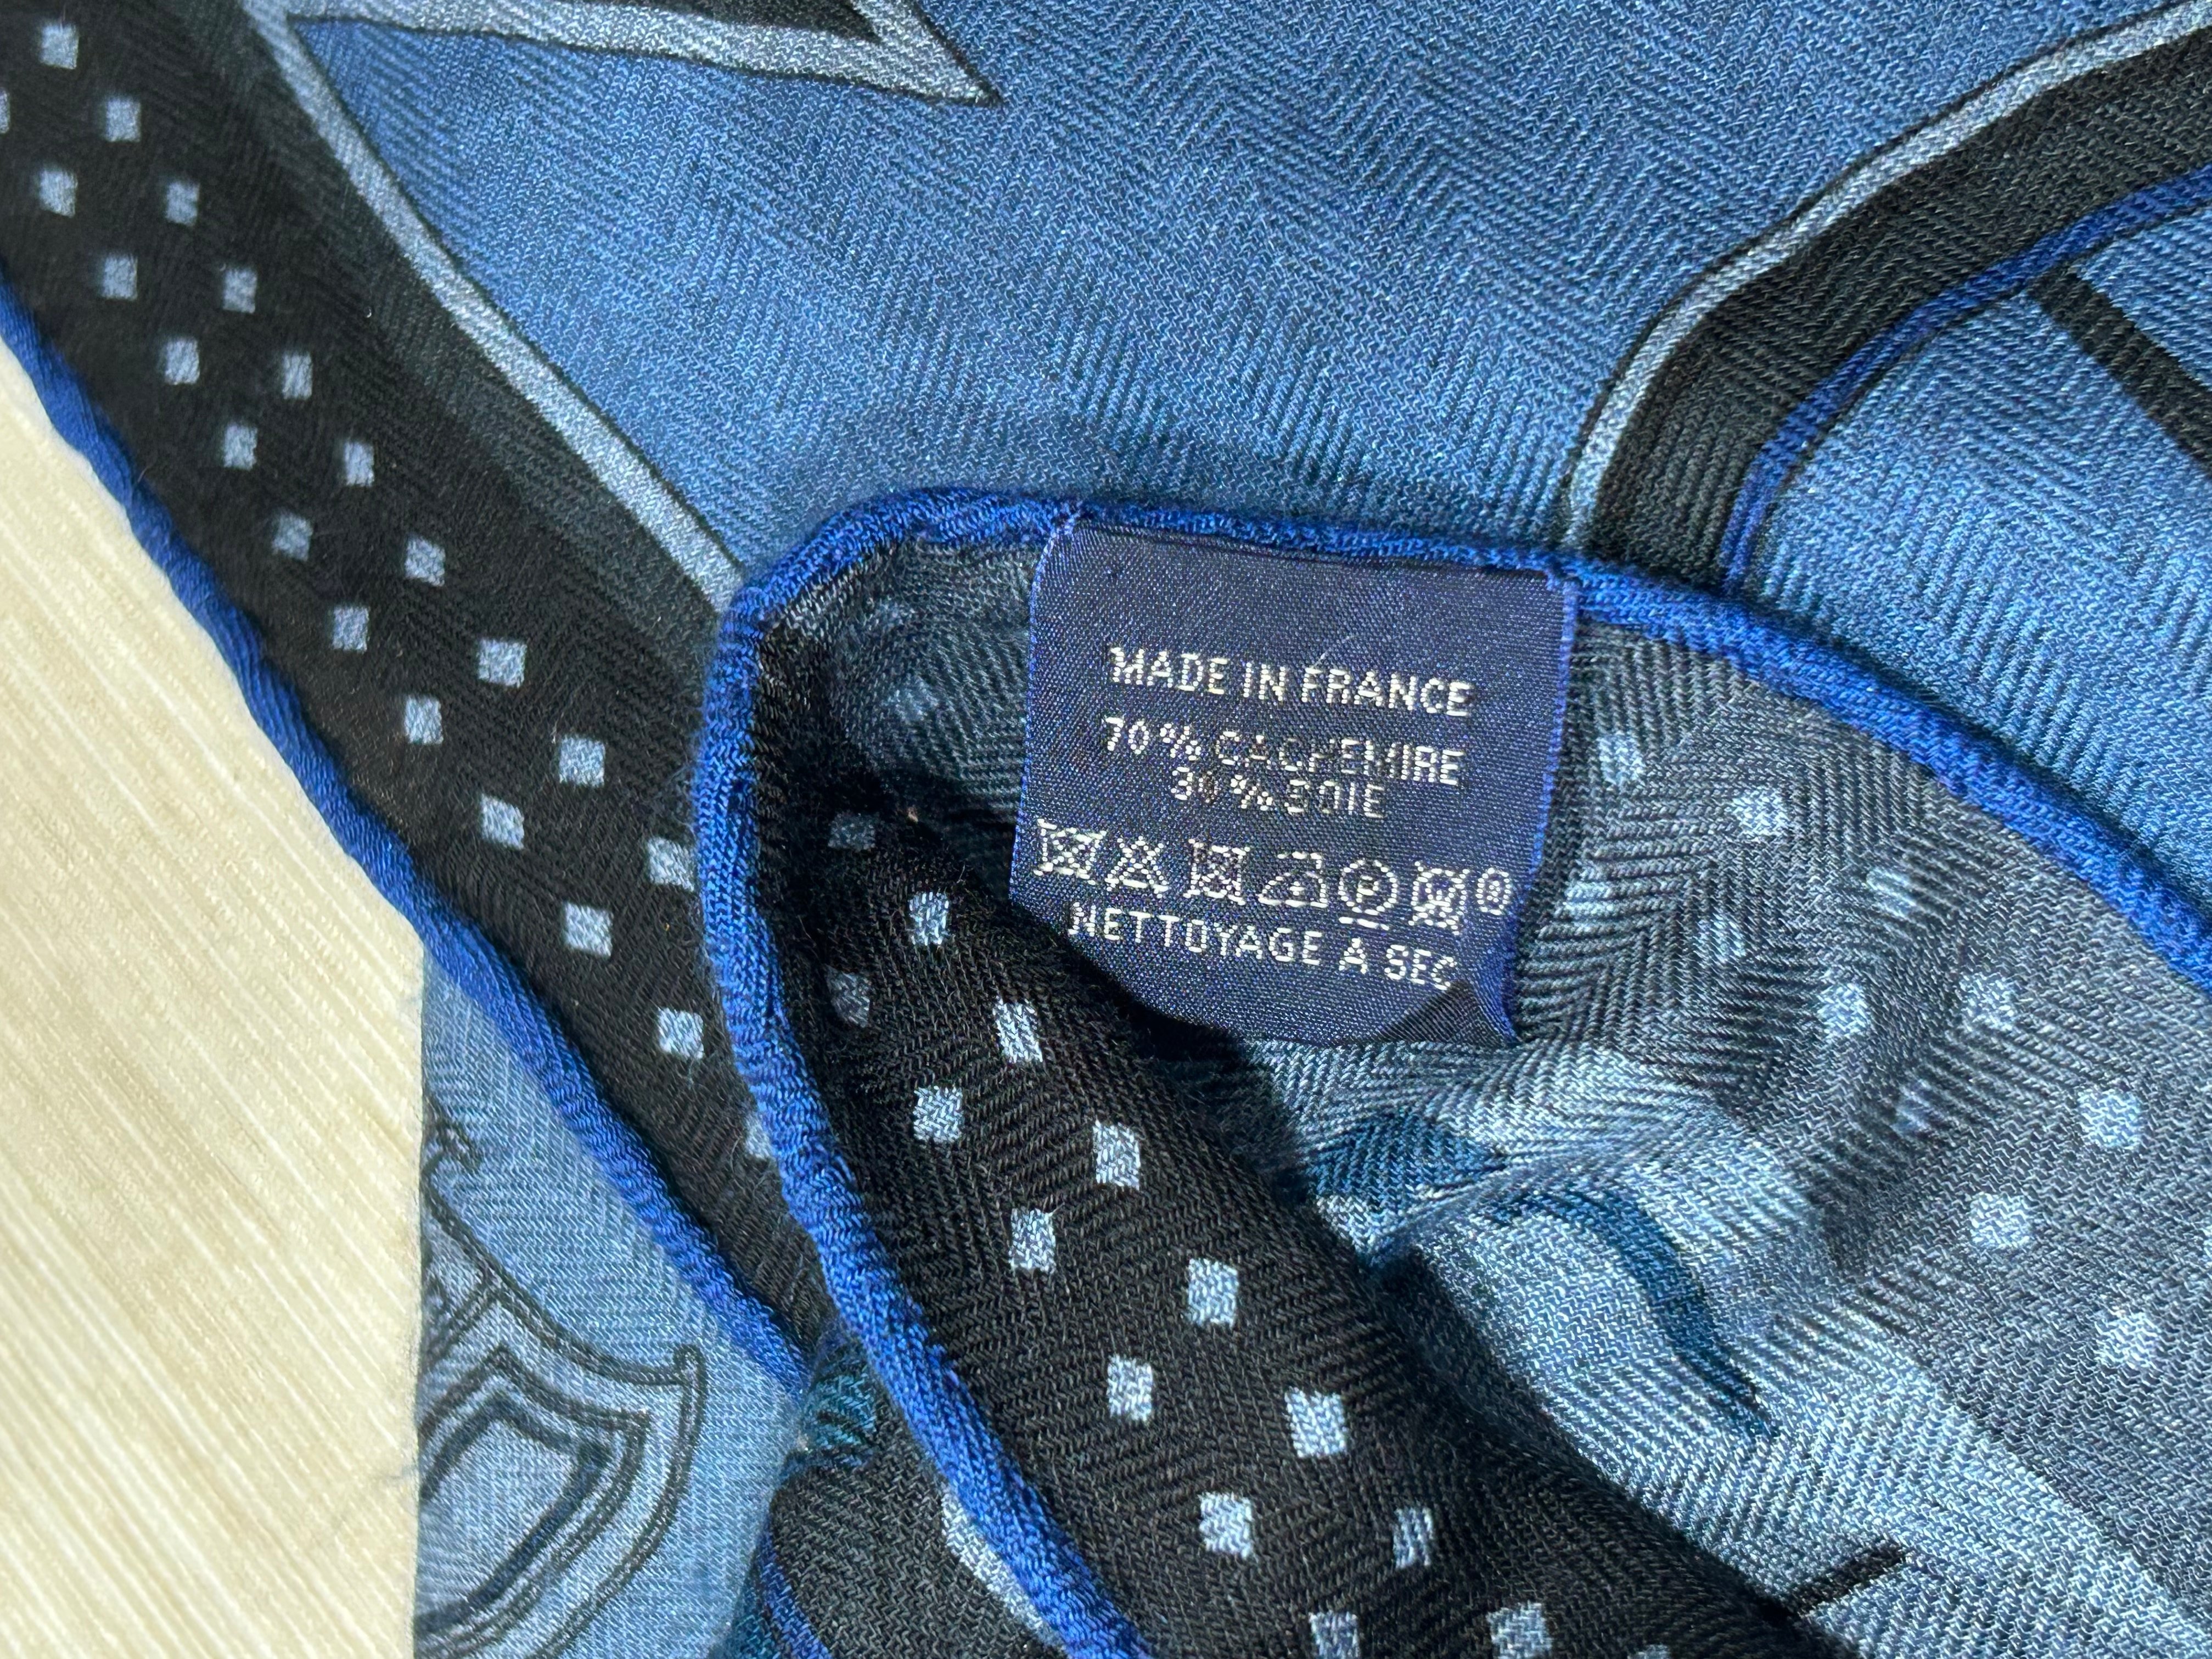 MADE IN FRANCE
70% CACHEMIRE
30% SOIE
NETTOYAGE A SEC